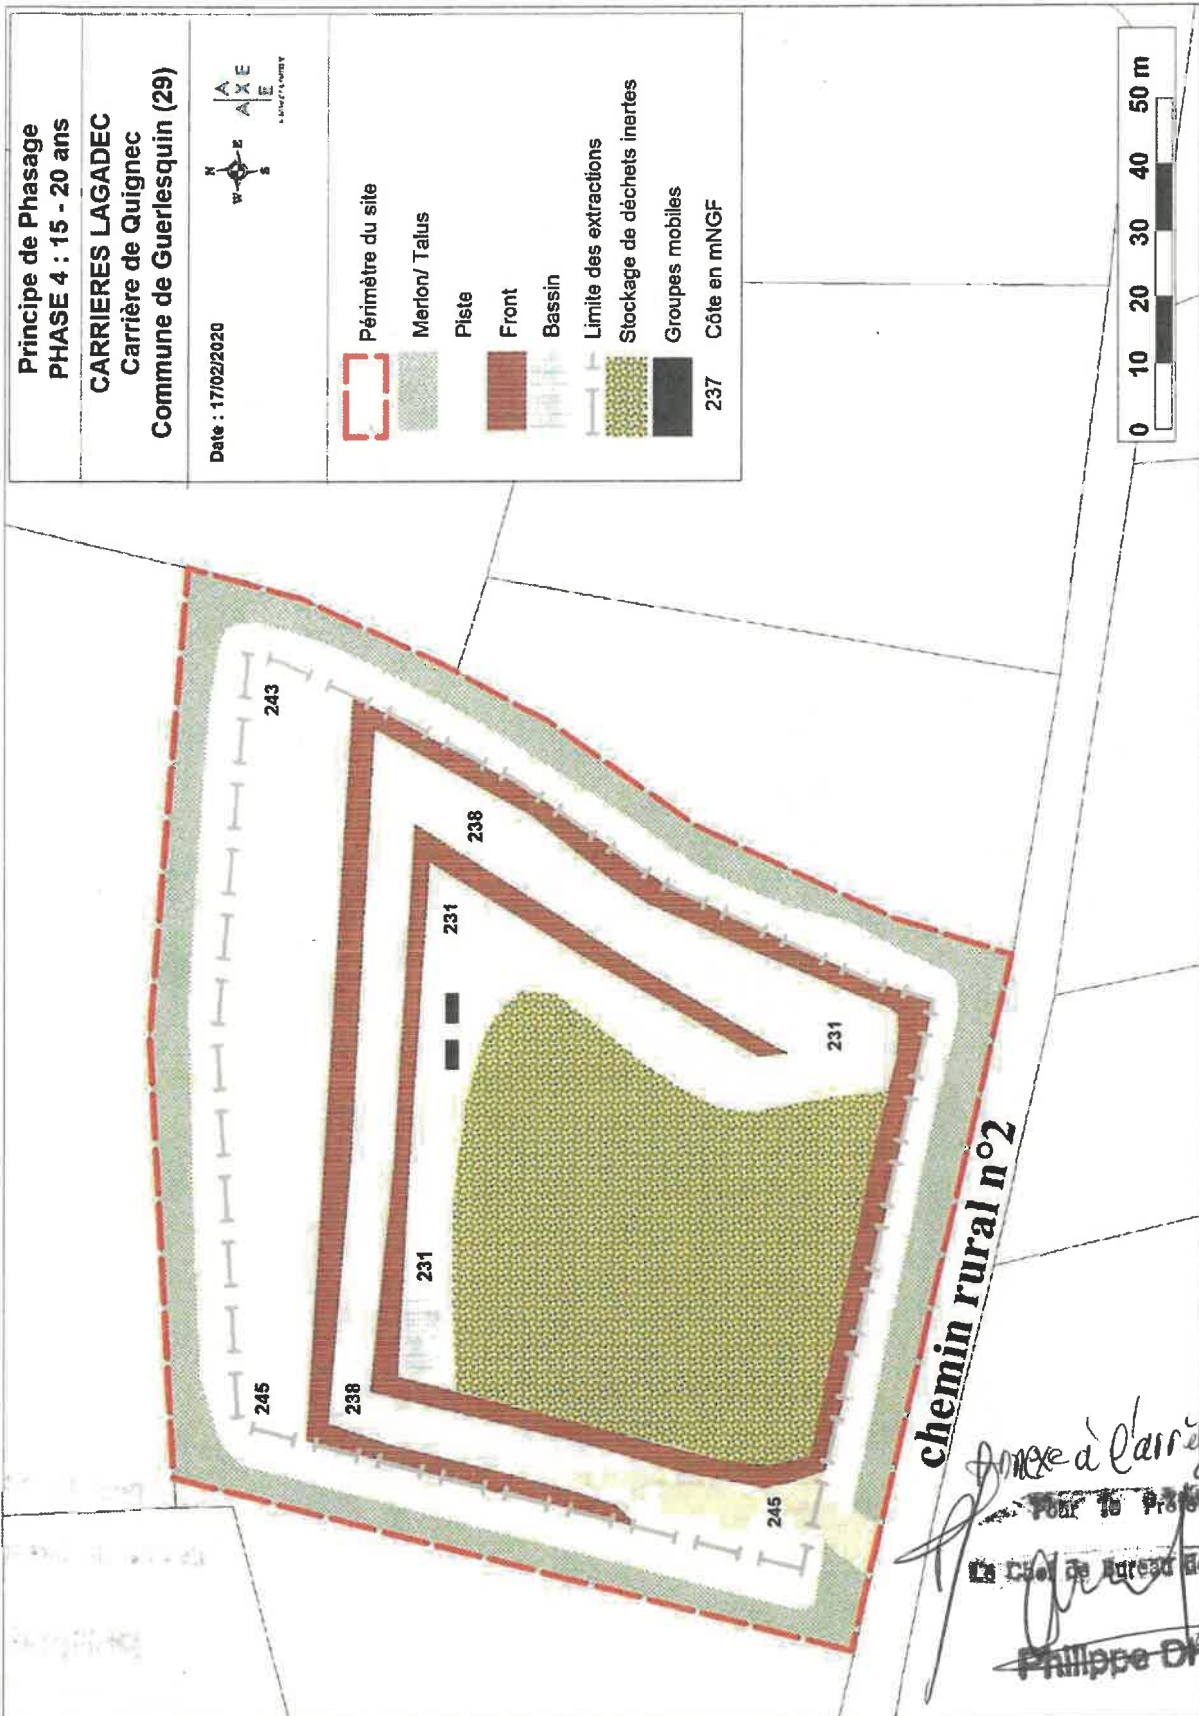 Principe de Phasage
PHASE 4 : 15 - 20 ans
CARRIERES LAGADEC
Carrière de Quignec
Commune de Guerlesquin (29)
Date : 17/02/2020
N
W E
S
A
A X E
E
Périmètre du site
Merlon/ Talus
Piste
Front
Bassin
Limite des extractions
Stockage de déchets inertes
Groupes mobiles
237 Côte en mNGF
243
238
231
231
231
245
238
245
chemin rural n°2
0 10 20 30 40 50 m
Annexe à l'arrê
Pour le
Le Chef de Bureau
Philippe